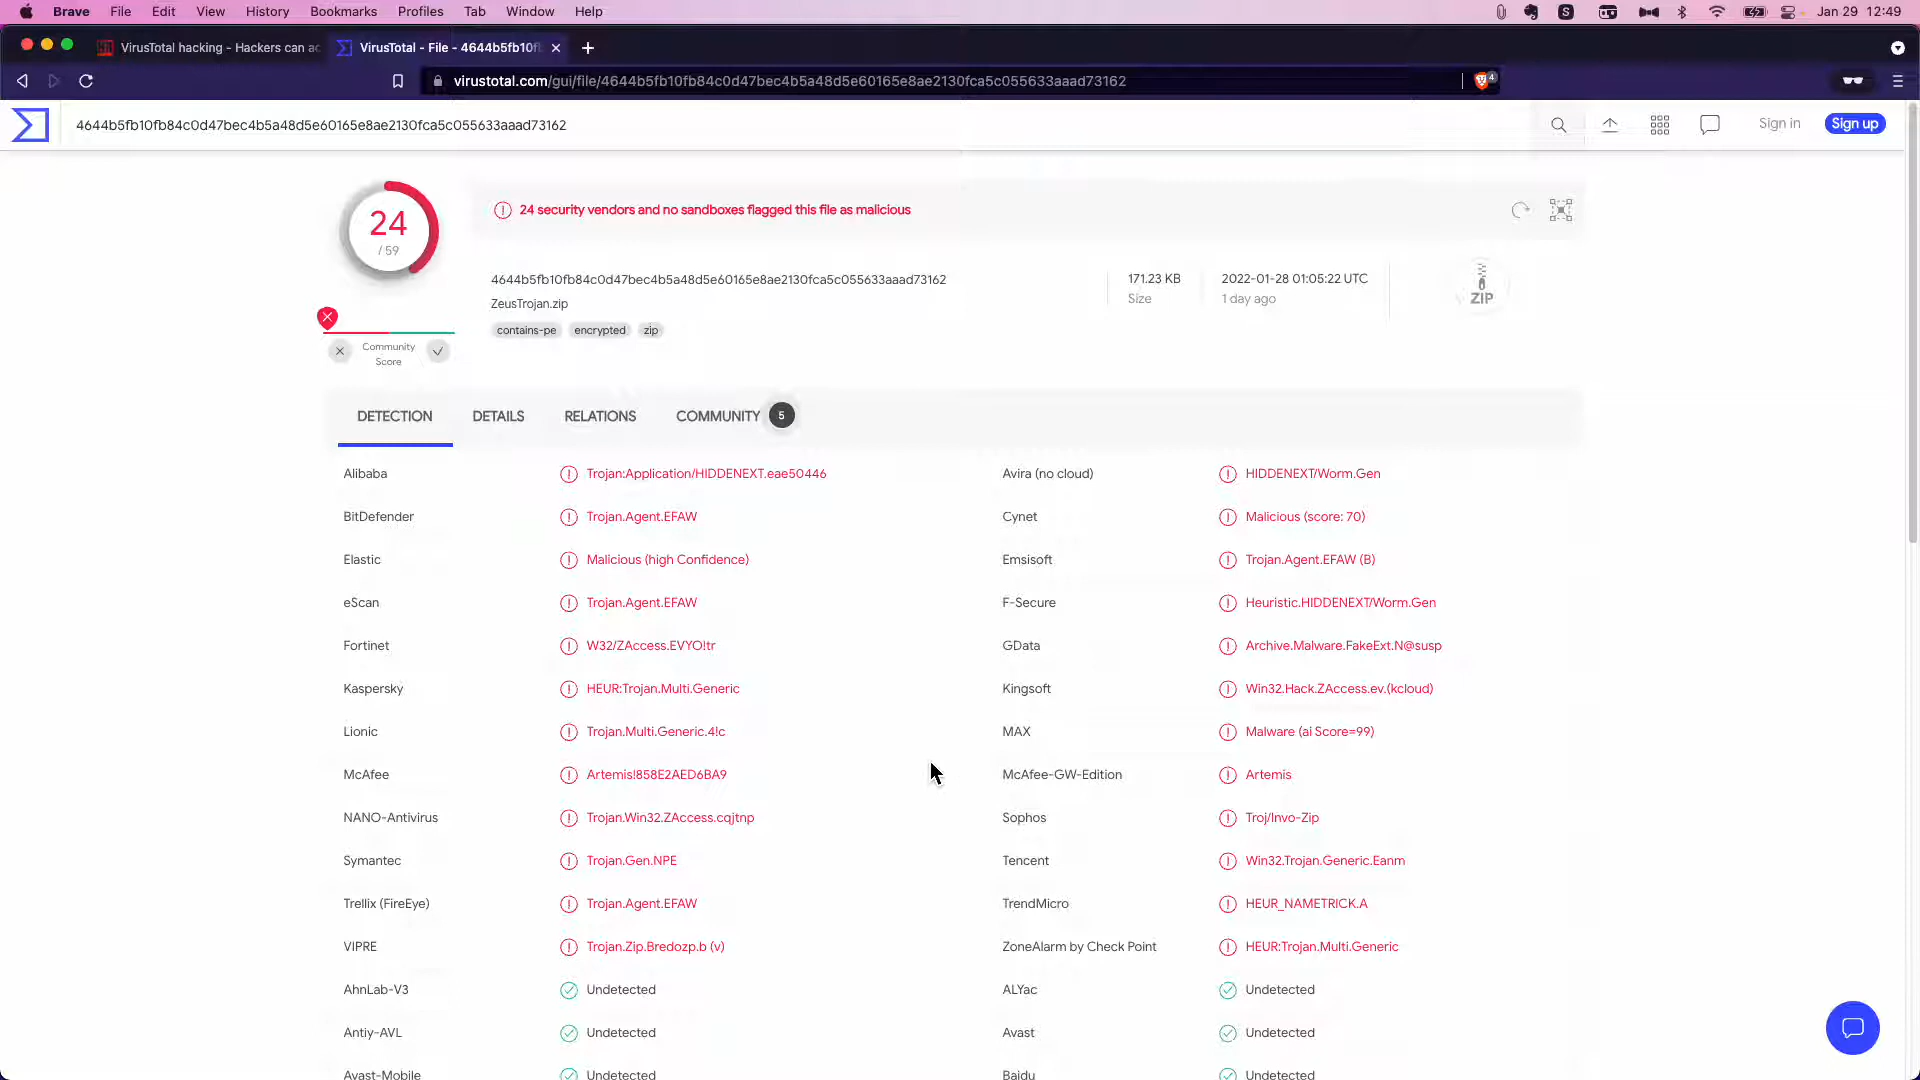 Brave File Edit View History Bookmarks Profiles Tab Window Help Jan 29 12:49
VirusTotal hacking - Hackers can ac
VirusTotal - File - 4644b5fb10f
virustotal.com/gui/file/4644b5fb10fb84c0d47bec4b5a48d5e60165e8ae2130fca5c055633aaad73162
4
4644b5fb10fb84c0d47bec4b5a48d5e60165e8ae2130fca5c055633aaad73162
Sign in
Sign up
24
/ 59
24 security vendors and no sandboxes flagged this file as malicious
4644b5fb10fb84c0d47bec4b5a48d5e60165e8ae2130fca5c055633aaad73162
ZeusTrojan.zip
contains-pe encrypted zip
171.23 KB
Size
2022-01-28 01:05:22 UTC
1 day ago
ZIP
Community
Score
DETECTION DETAILS RELATIONS COMMUNITY 5
Alibaba Trojan:Application/HIDDENEXT.eae50446 Avira (no cloud) HIDDENEXT/Worm.Gen
BitDefender Trojan.Agent.EFAW Cynet Malicious (score: 70)
Elastic Malicious (high Confidence) Emsisoft Trojan.Agent.EFAW (B)
eScan Trojan.Agent.EFAW F-Secure Heuristic.HIDDENEXT/Worm.Gen
Fortinet W32/ZAccess.EVYO!tr GData Archive.Malware.FakeExt.N@susp
Kaspersky HEUR:Trojan.Multi.Generic Kingsoft Win32.Hack.ZAccess.ev.(kcloud)
Lionic Trojan.Multi.Generic.4!c MAX Malware (ai Score=99)
McAfee Artemis!858E2AED6BA9 McAfee-GW-Edition Artemis
NANO-Antivirus Trojan.Win32.ZAccess.cqjtnp Sophos Troj/Invo-Zip
Symantec Trojan.Gen.NPE Tencent Win32.Trojan.Generic.Eanm
Trellix (FireEye) Trojan.Agent.EFAW TrendMicro HEUR_NAMETRICK.A
VIPRE Trojan.Zip.Bredozp.b (v) ZoneAlarm by Check Point HEUR:Trojan.Multi.Generic
AhnLab-V3 Undetected ALYac Undetected
Antiy-AVL Undetected Avast Undetected
Avast-Mobile Undetected Baidu Undetected